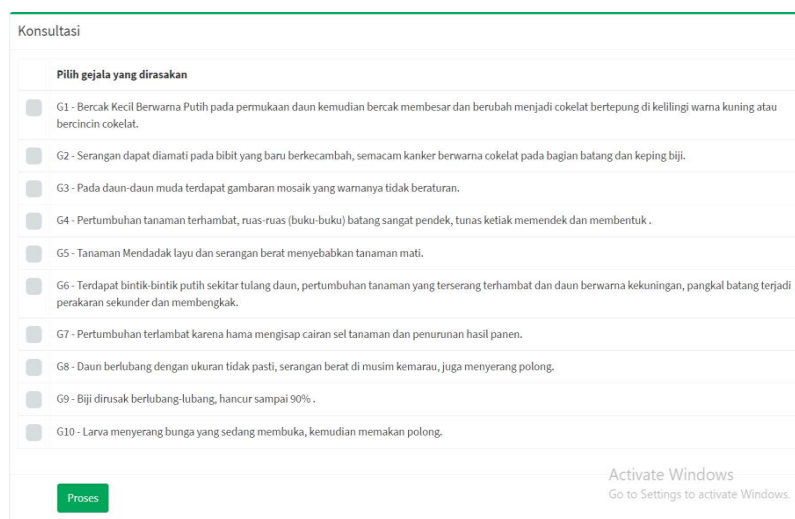 Konsultasi
Pilih gejala yang dirasakan
G1 - Bercak Kecil Berwarna Putih pada permukaan daun kemudian bercak membesar dan berubah menjadi cokelat bertepung di kelilingi warna kuning atau
bercincin cokelat.
G2 - Serangan dapat diamati pada bibit yang baru berkecambah, semacam kanker berwarna cokelat pada bagian batang dan keping biji.
G3 - Pada daun-daun muda terdapat gambaran mosaik yang warnanya tidak beraturan.
G4 - Pertumbuhan tanaman terhambat, ruas-ruas (buku-buku) batang sangat pendek, tunas ketiak memendek dan membentuk .
G5 - Tanaman Mendadak layu dan serangan berat menyebabkan tanaman mati.
G6 - Terdapat bintik-bintik putih sekitar tulang daun, pertumbuhan tanaman yang terserang terhambat dan daun berwarna kekuningan, pangkal batang terjadi
perakaran sekunder dan membengkak.
G7 - Pertumbuhan terlambat karena hama mengisap cairan sel tanaman dan penurunan hasil panen.
G8 - Daun berlubang dengan ukuran tidak pasti, serangan berat di musim kemarau, juga menyerang polong.
G9 - Biji dirusak berlubang-lubang, hancur sampai 90% .
G10 - Larva menyerang bunga yang sedang membuka, kemudian memakan polong.
Activate Windows
Go to Settings to activate Windows.
Proses